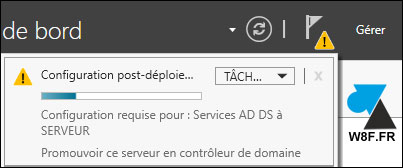 de bord
Gérer
Configuration post-déploie...
TÂCH...
x
Configuration requise pour : Services AD DS à
SERVEUR
Promouvoir ce serveur en contrôleur de domaine
W8F.FR